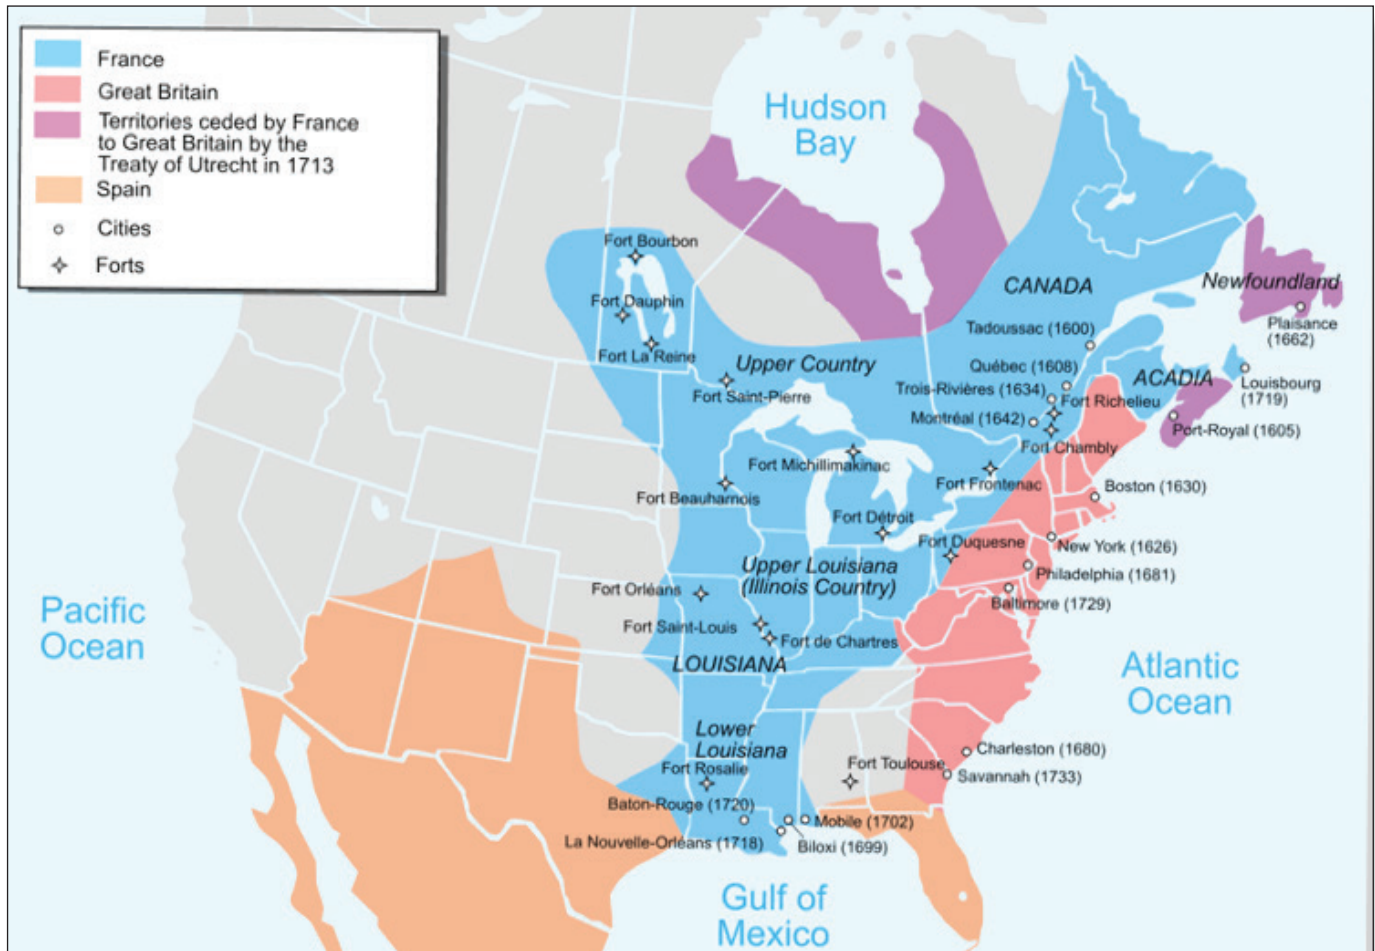 France
Great Britain
Territories ceded by France
to Great Britain by the
Treaty of Utrecht in 1713
Spain
Cities
Forts
Hudson
Bay
Fort Bourbon
Fort Dauphin
Fort La Reine
CANADA
Newfoundland
Plaisance
(1662)
Tadoussac (1600)
Upper Country
Québec (1608)
ACADIA
Louisbourg
(1719)
Fort Saint-Pierre
Trois-Rivières (1634)
Fort Richelieu
Montréal (1642)
Port-Royal (1605)
Fort Chambly
Fort Michillimakinac
Fort Frontenac
Fort Beauharnois
Boston (1630)
Fort Détroit
Fort Duquesne
New York (1626)
Upper Louisiana
(Illinois Country)
Philadelphia (1681)
Fort Orléans
Baltimore (1729)
Pacific
Ocean
Fort Saint-Louis
Fort de Chartres
LOUISIANA
Atlantic
Ocean
Lower
Louisiana
Charleston (1680)
Fort Rosalie
Fort Toulouse
Savannah (1733)
Baton-Rouge (1720)
Mobile (1702)
La Nouvelle-Orléans (1718)
Biloxi (1699)
Gulf of
Mexico